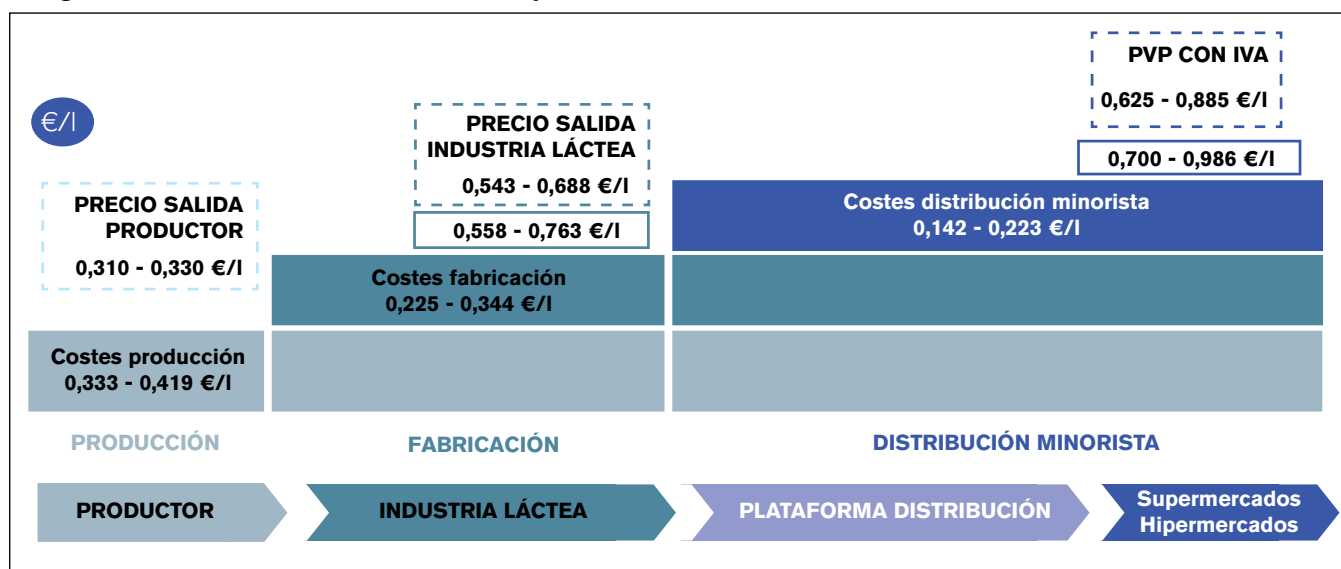 €/l
PRECIO SALIDA
PRODUCTOR
0,310 - 0,330 €/l
PRECIO SALIDA
INDUSTRIA LÁCTEA
0,543 - 0,688 €/l
0,558 - 0,763 €/l
PVP CON IVA
0,625 - 0,885 €/l
0,700 - 0,986 €/l
Costes distribución minorista
0,142 - 0,223 €/l
Costes fabricación
0,225 - 0,344 €/l
Costes producción
0,333 - 0,419 €/l
PRODUCCIÓN
FABRICACIÓN
DISTRIBUCIÓN MINORISTA
PRODUCTOR
INDUSTRIA LÁCTEA
PLATAFORMA DISTRIBUCIÓN
Supermercados
Hipermercados